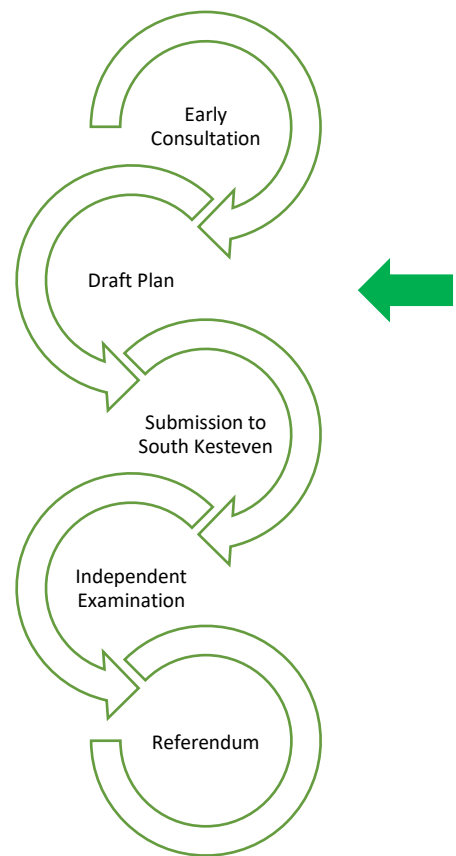 Early
Consultation
Draft Plan
Submission to
South Kesteven
Independent
Examination
Referendum